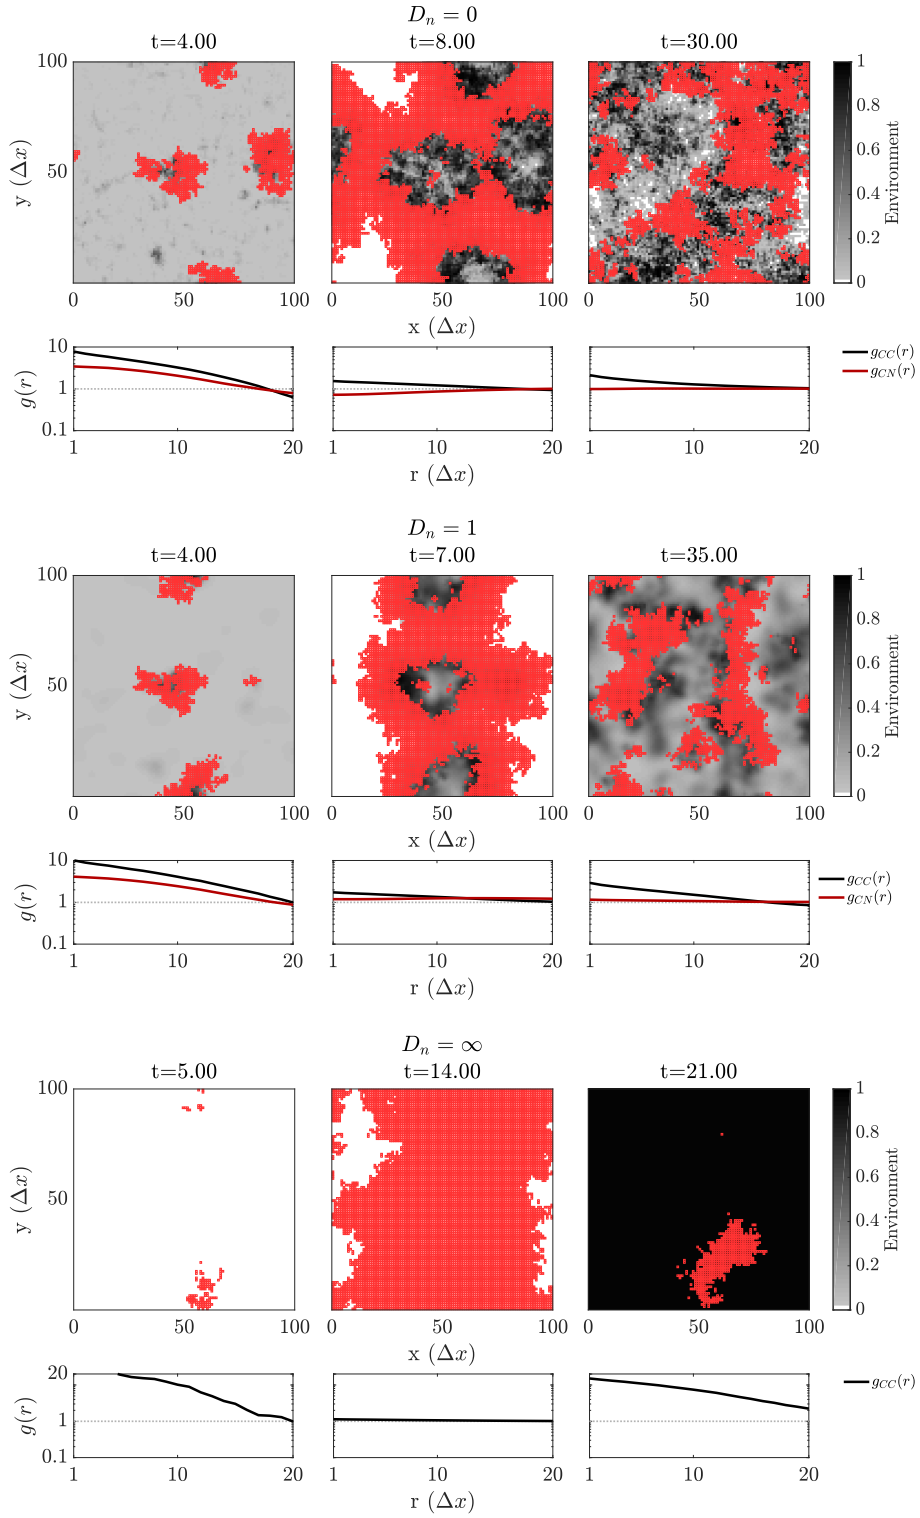 D_n = 0
t=4.00 t=8.00 t=30.00
100
50
0
y (Δx)
0 50 100 0 50 100 0 50 100
x (Δx)
1
0.8
0.6
0.4
0.2
0
Environment
10
1
0.1
g(r)
1 10 20 1 10 20 1 10 20
r (Δx)
g_CC(r)
g_CN(r)
D_n = 1
t=4.00 t=7.00 t=35.00
100
50
0
y (Δx)
0 50 100 0 50 100 0 50 100
x (Δx)
1
0.8
0.6
0.4
0.2
0
Environment
10
1
0.1
g(r)
1 10 20 1 10 20 1 10 20
r (Δx)
g_CC(r)
g_CN(r)
D_n = ∞
t=5.00 t=14.00 t=21.00
100
50
0
y (Δx)
0 50 100 0 50 100 0 50 100
x (Δx)
1
0.8
0.6
0.4
0.2
0
Environment
20
1
0.1
g(r)
1 10 20 1 10 20 1 10 20
r (Δx)
g_CC(r)